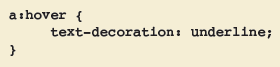 a:hover {
     text-decoration: underline;
}